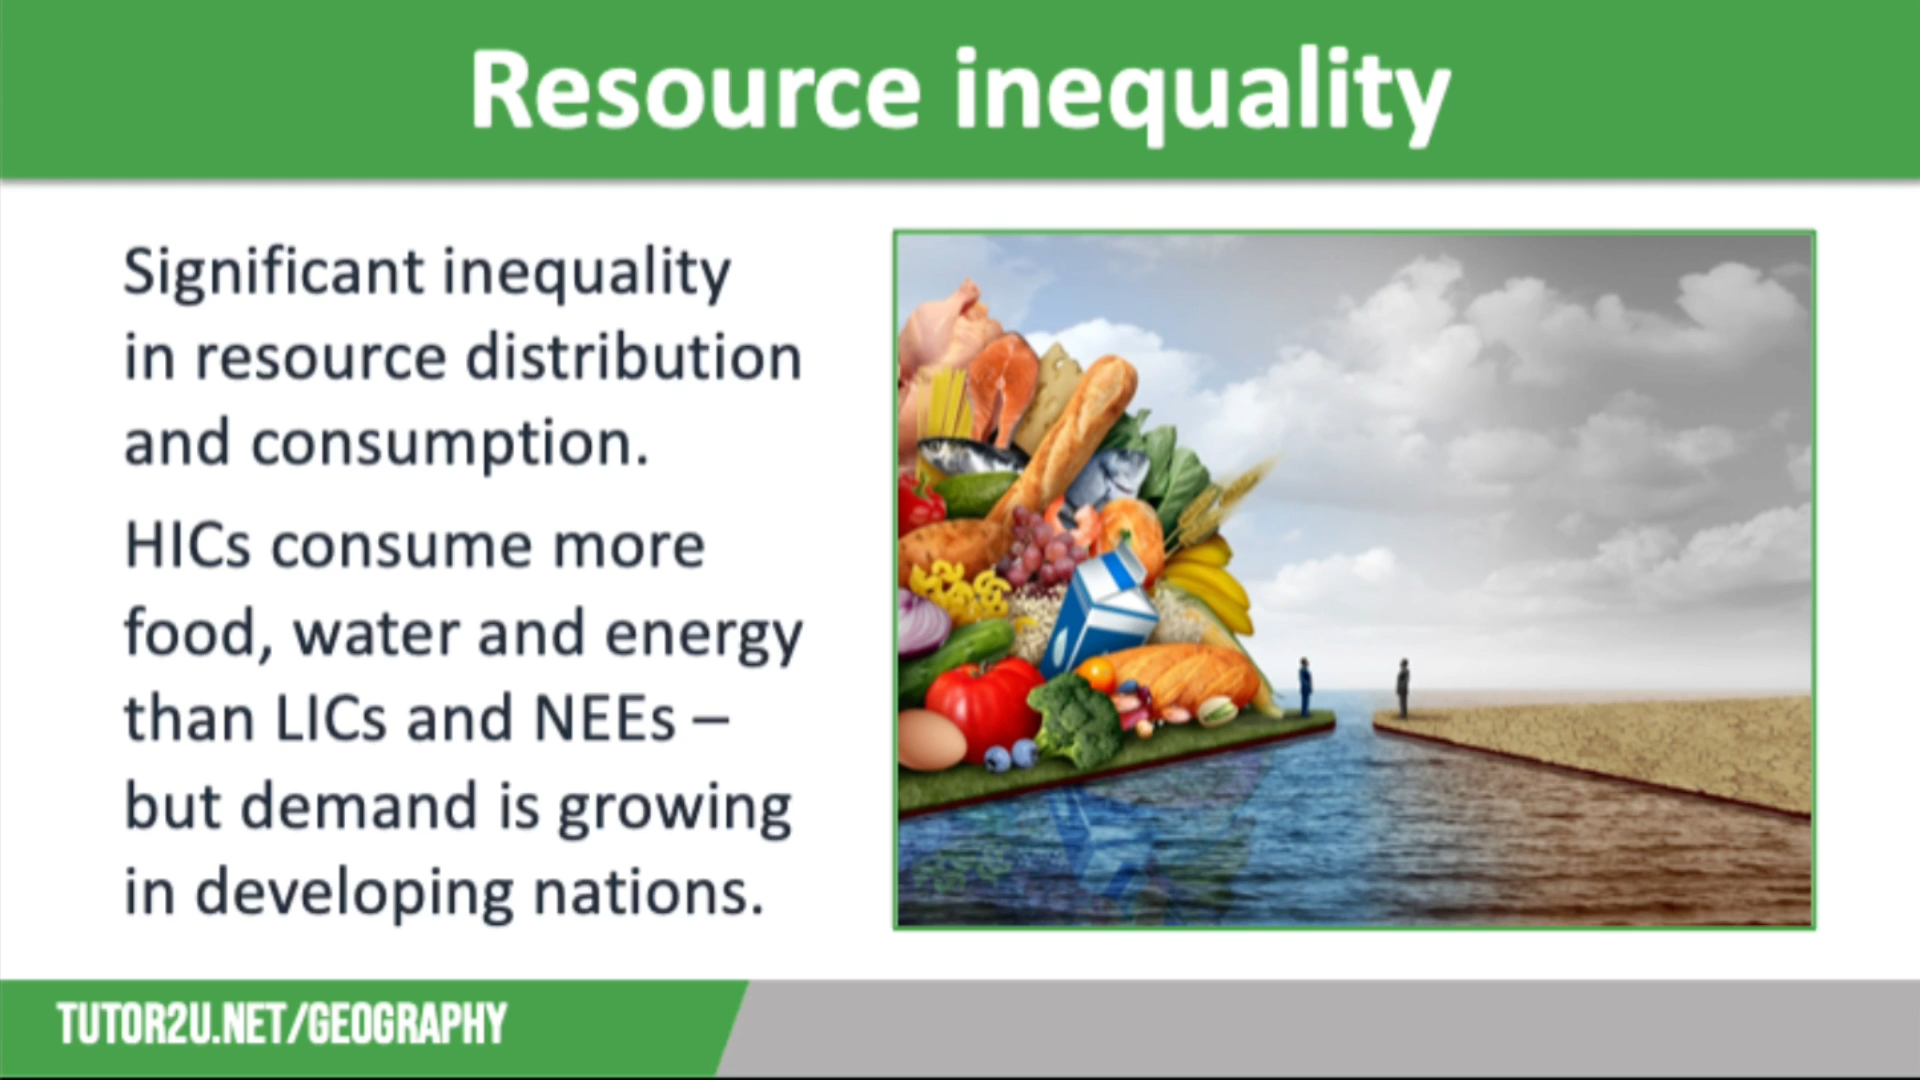 Resource inequality
Significant inequality
in resource distribution
and consumption.
HICs consume more
food, water and energy
than LICs and NEEs –
but demand is growing
in developing nations.
TUTOR2U.NET/GEOGRAPHY